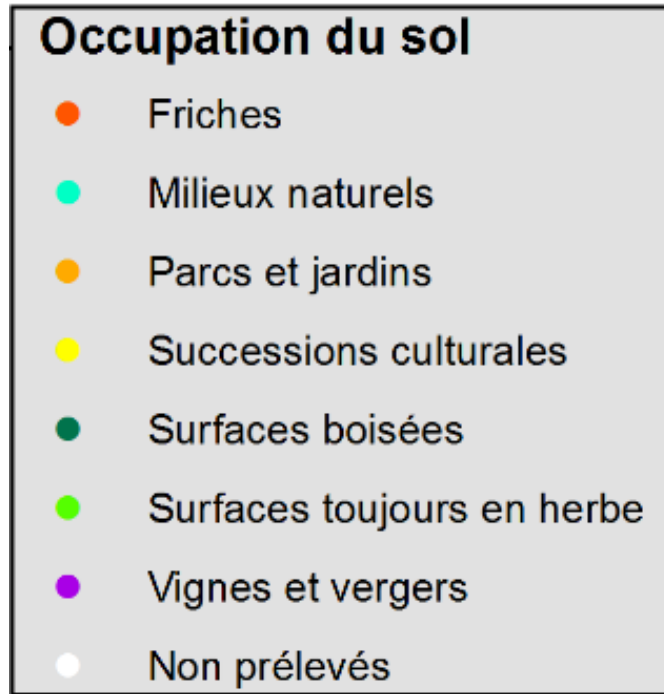 Occupation du sol
Friches
Milieux naturels
Parcs et jardins
Successions culturales
Surfaces boisées
Surfaces toujours en herbe
Vignes et vergers
Non prélevés